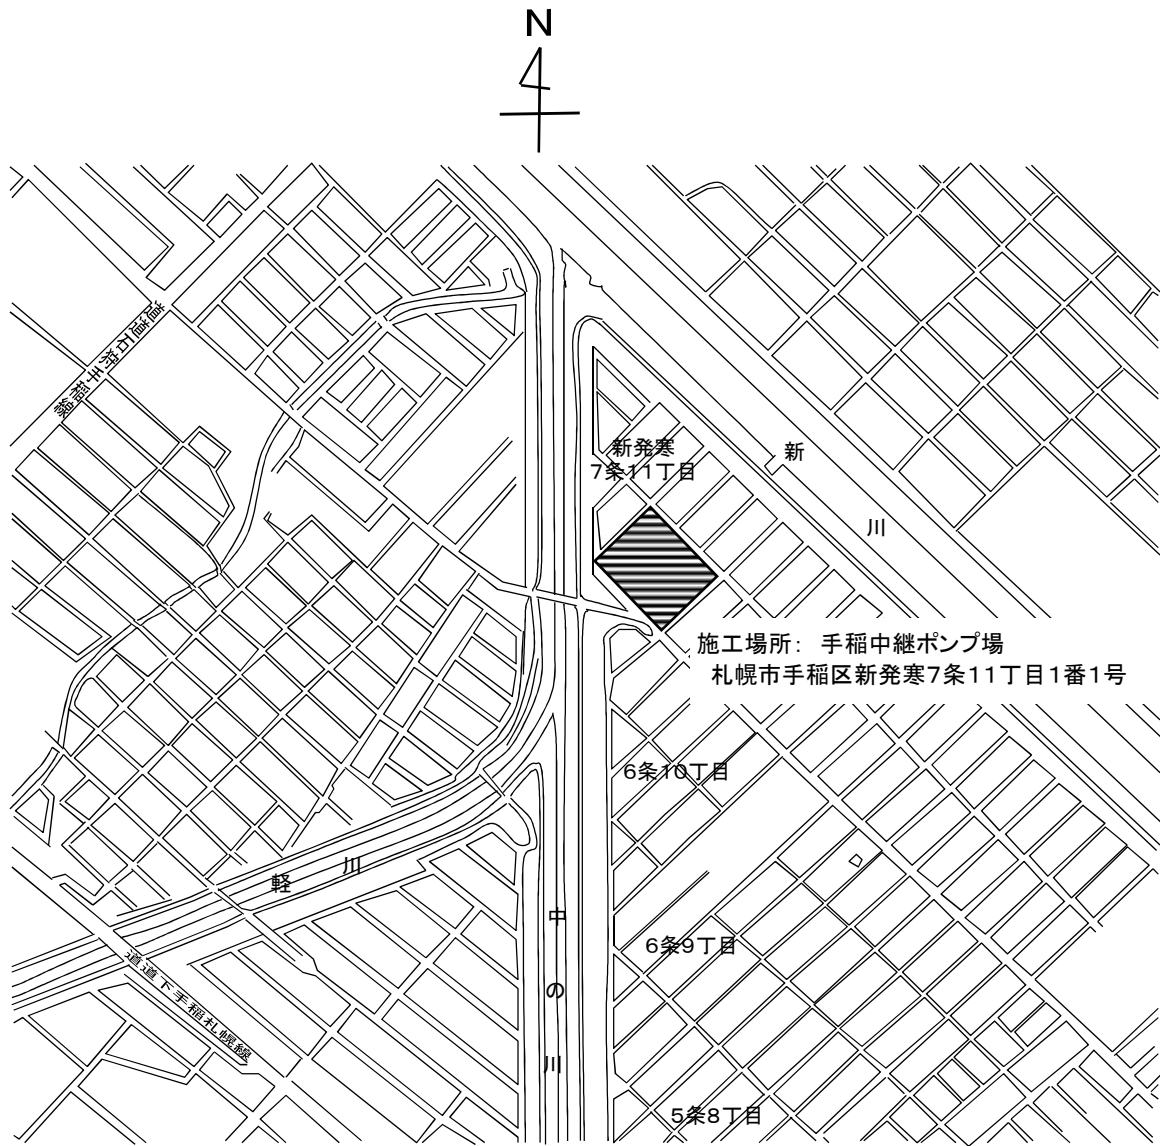 N
道道石狩手稲線
新発寒
7条11丁目
新川
施工場所： 手稲中継ポンプ場
札幌市手稲区新発寒7条11丁目1番1号
6条10丁目
軽川
中の川
6条9丁目
道道下手稲札幌線
5条8丁目